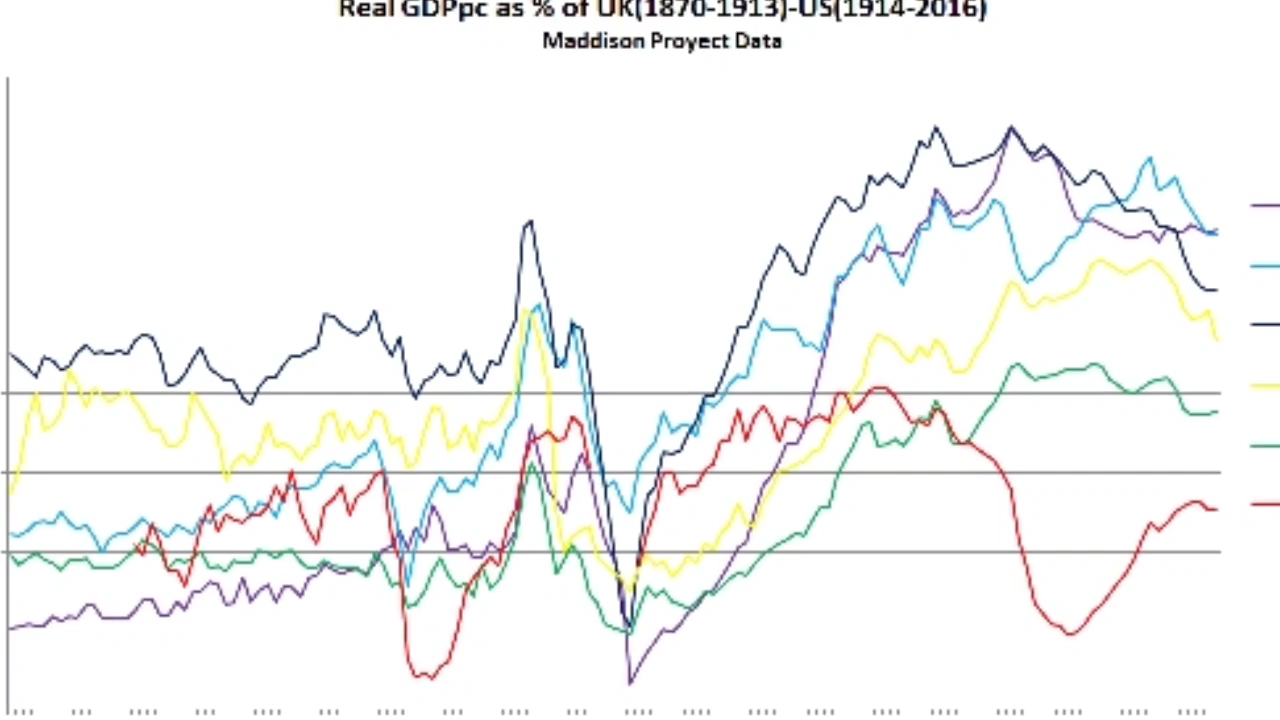 Real GDPpc as % of UK(1870-1913)-US(1914-2016)
Maddison Proyect Data